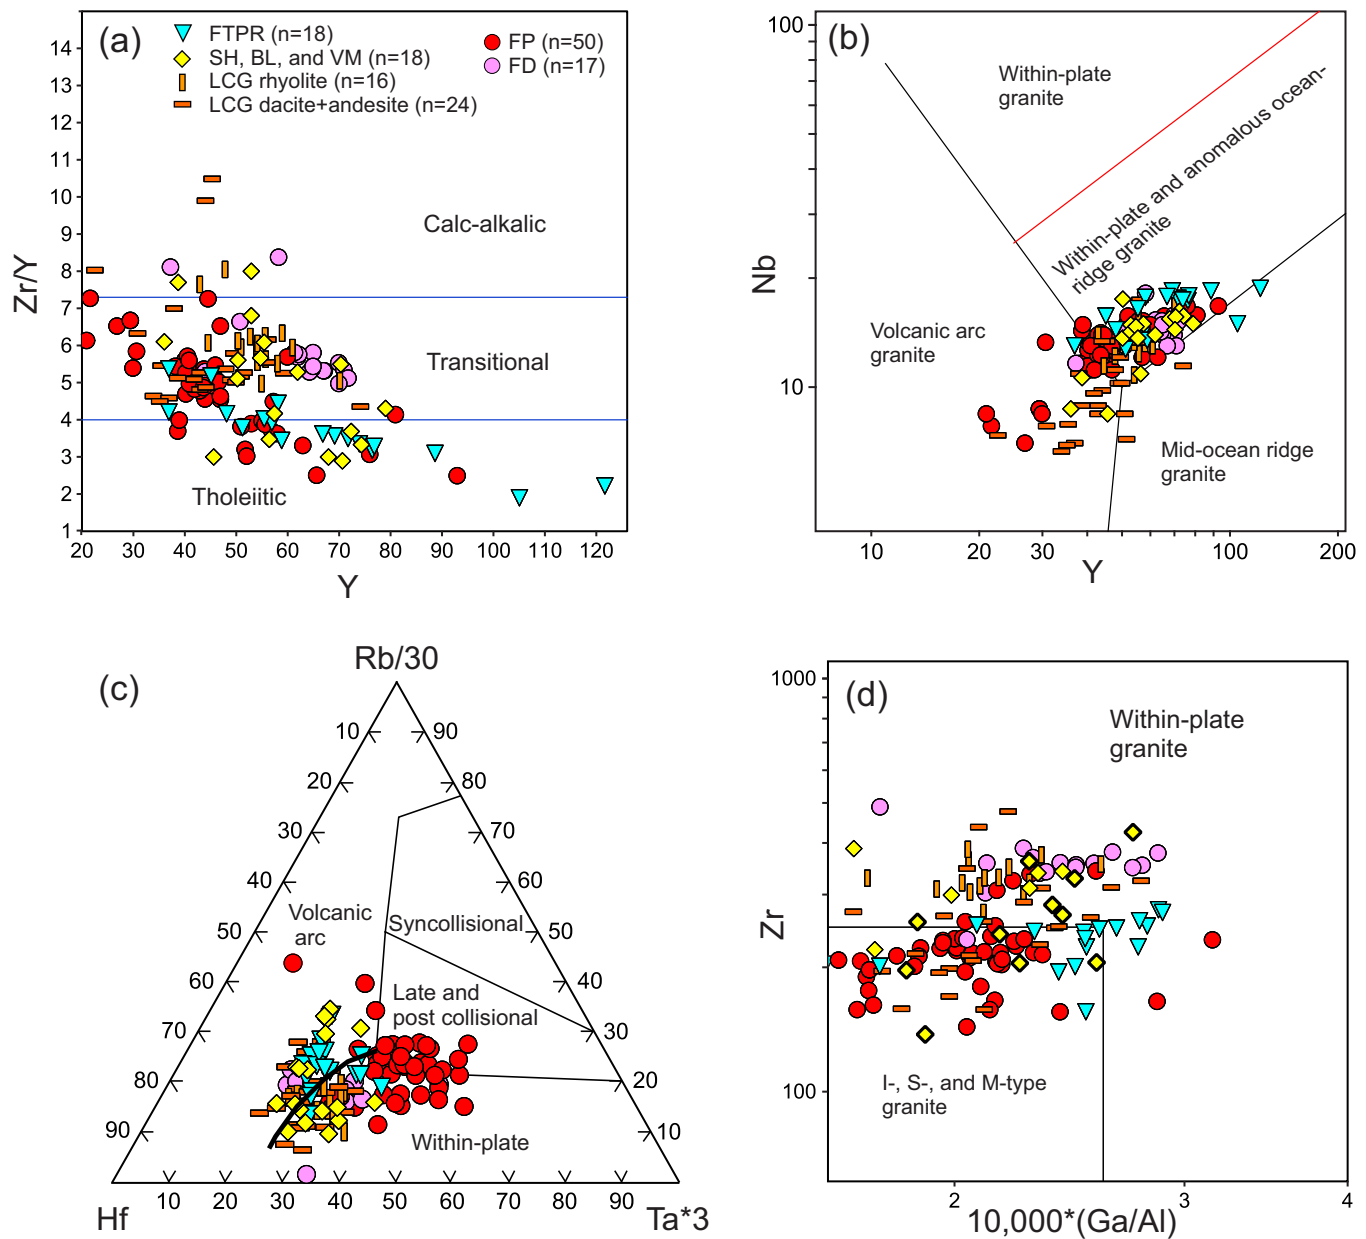 (a)
FTPR (n=18)
SH, BL, and VM (n=18)
LCG rhyolite (n=16)
LCG dacite+andesite (n=24)
FP (n=50)
FD (n=17)
14
13
12
11
10
9
8
7
6
5
4
3
2
1
Zr/Y
Calc-alkalic
Transitional
Tholeiitic
20 30 40 50 60 70 80 90 100 110 120
Y
(b)
100
10
Nb
Within-plate
granite
Within-plate and anomalous ocean-
ridge granite
Volcanic arc
granite
Mid-ocean ridge
granite
10 20 30 100 200
Y
(c)
Rb/30
10 90
20 80
30 70
40 60
50 50
60 40
70 30
80 20
90 10
Volcanic
arc
Syncollisional
Late and
post collisional
Within-plate
10 20 30 40 50 60 70 80 90
Hf Ta*3
(d)
1000
100
Zr
Within-plate
granite
I-, S-, and M-type
granite
2 3 4
10,000*(Ga/Al)